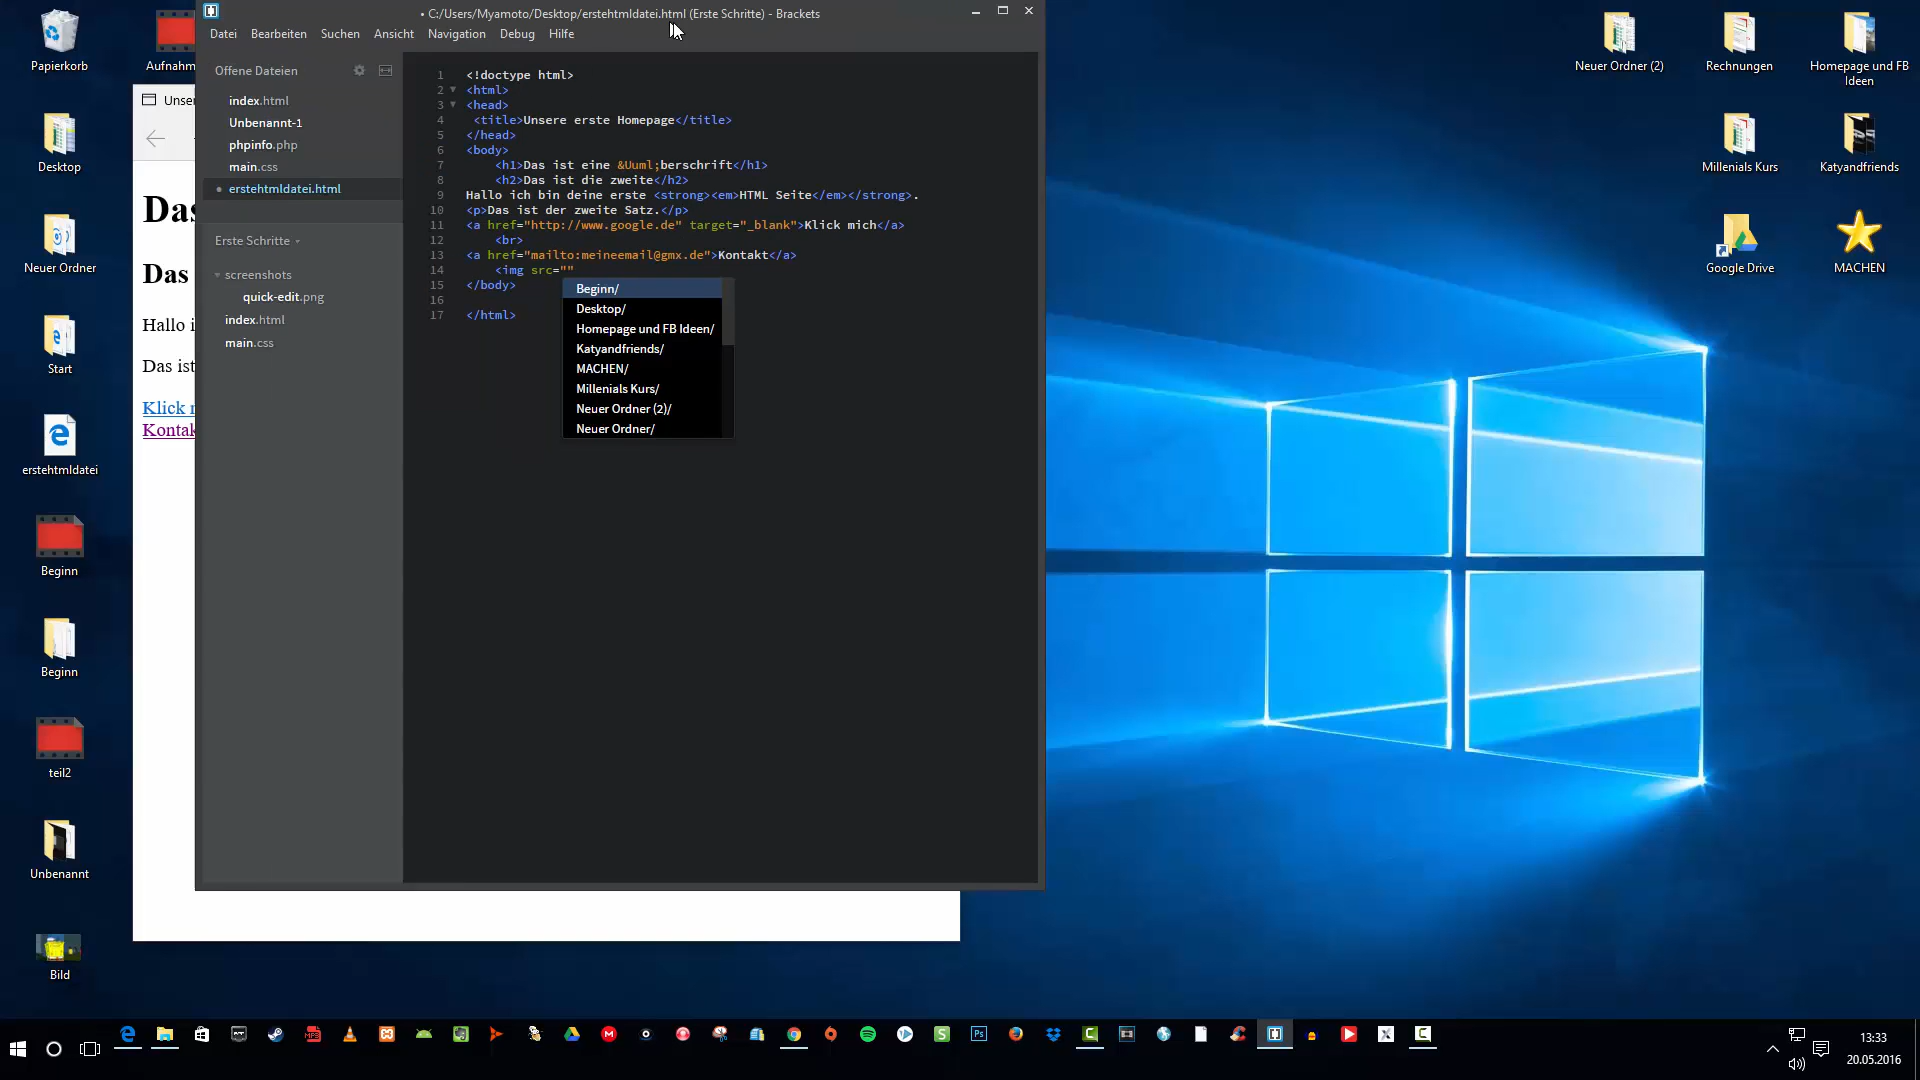 Papierkorb
Aufnahm
Desktop
Neuer Ordner
Start
erstehtmldatei
Beginn
Beginn
teil2
Unbenannt
Bild
Unser
Das
Das
Hallo i
Das ist
Klick m
Kontak
• C:/Users/Myamoto/Desktop/erstehtmldatei.html (Erste Schritte) - Brackets
Datei Bearbeiten Suchen Ansicht Navigation Debug Hilfe
Offene Dateien
index.html
Unbenannt-1
phpinfo.php
main.css
erstehtmldatei.html
Erste Schritte
screenshots
quick-edit.png
index.html
main.css
1 <!doctype html>
2 <html>
3 <head>
4 <title>Unsere erste Homepage</title>
5 </head>
6 <body>
7 <h1>Das ist eine &Uuml;berschrift</h1>
8 <h2>Das ist die zweite</h2>
9 Hallo ich bin deine erste <strong><em>HTML Seite</em></strong>.
10 <p>Das ist der zweite Satz.</p>
11 <a href="http://www.google.de" target="_blank">Klick mich</a>
12 <br>
13 <a href="mailto:meineemail@gmx.de">Kontakt</a>
14 <img src=""
15 </body>
16
17 </html>
Beginn/
Desktop/
Homepage und FB Ideen/
Katyandfriends/
MACHEN/
Millenials Kurs/
Neuer Ordner (2)/
Neuer Ordner/
Neuer Ordner (2)
Rechnungen
Homepage und FB
Ideen
Millenials Kurs
Katyandfriends
Google Drive
MACHEN
MP3
Ps
13:33
20.05.2016